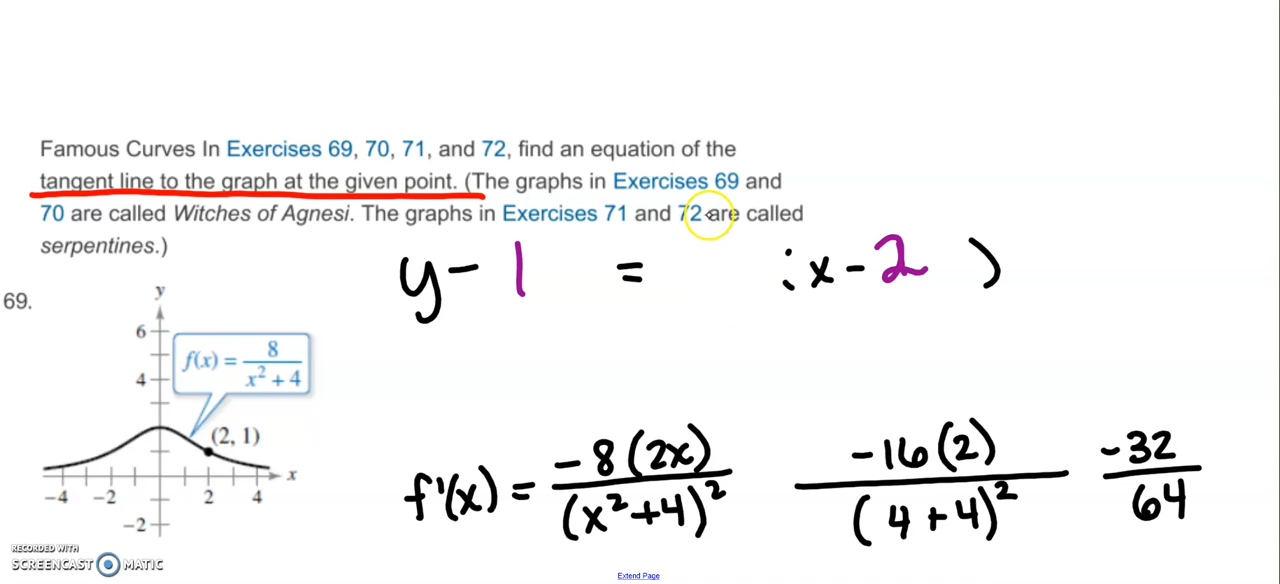 Famous Curves In Exercises 69, 70, 71, and 72, find an equation of the
tangent line to the graph at the given point. (The graphs in Exercises 69 and
70 are called Witches of Agnesi. The graphs in Exercises 71 and 72 are called
serpentines.)
y - 1 = (x - 2)
69.
y
6
f(x) = 8/(x² + 4)
4
(2, 1)
x
-4 -2 2 4
-2
f'(x) = -8(2x)/(x²+4)² -16(2)/(4+4)² -32/64
RECORDED WITH
SCREENCAST MATIC
Extend Page